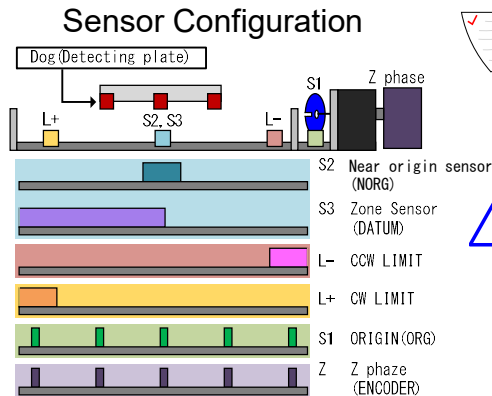 Sensor Configuration
Dog(Detecting plate)
S1
Z phase
L+
S2,S3
L−
S2 Near origin sensor
(NORG)
S3 Zone Sensor
(DATUM)
L− CCW LIMIT
L+ CW LIMIT
S1 ORIGIN(ORG)
Z Z phaze
(ENCODER)